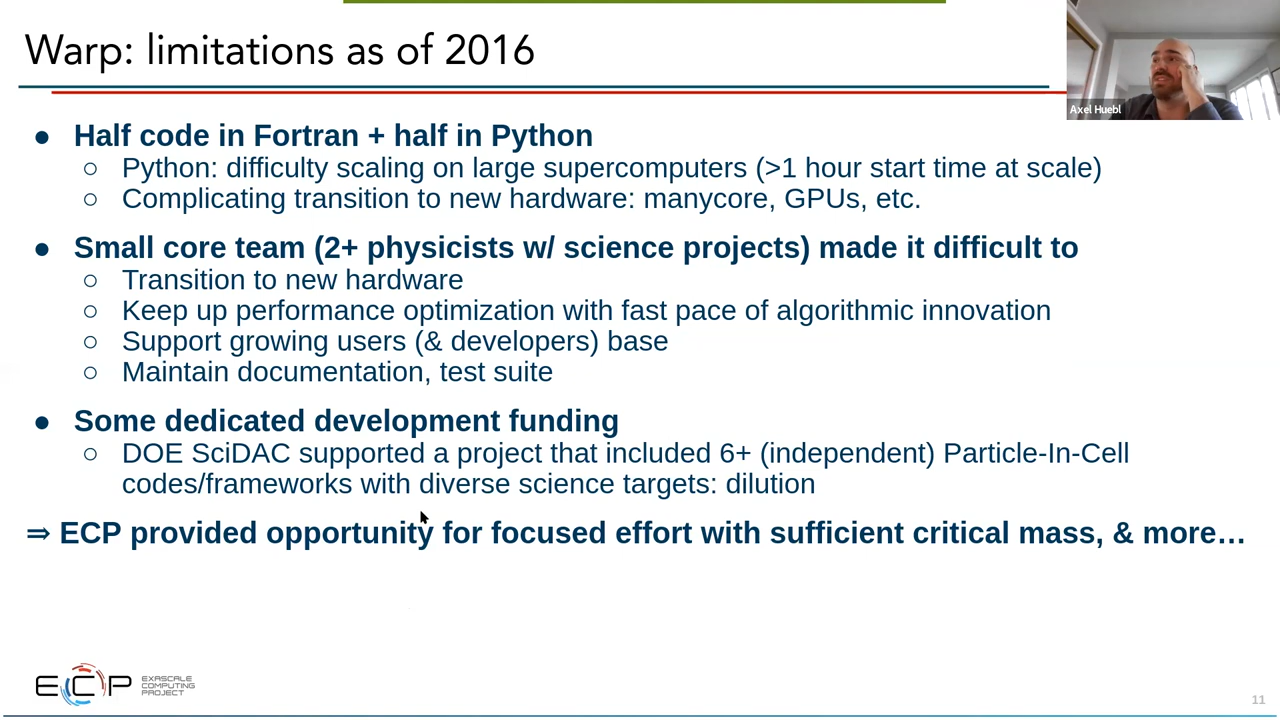 Warp: limitations as of 2016
Axel Huebl
● Half code in Fortran + half in Python
○ Python: difficulty scaling on large supercomputers (>1 hour start time at scale)
○ Complicating transition to new hardware: manycore, GPUs, etc.
● Small core team (2+ physicists w/ science projects) made it difficult to
○ Transition to new hardware
○ Keep up performance optimization with fast pace of algorithmic innovation
○ Support growing users (& developers) base
○ Maintain documentation, test suite
● Some dedicated development funding
○ DOE SciDAC supported a project that included 6+ (independent) Particle-In-Cell
codes/frameworks with diverse science targets: dilution
⇒ ECP provided opportunity for focused effort with sufficient critical mass, & more…
ECP
EXASCALE
COMPUTING
PROJECT
11